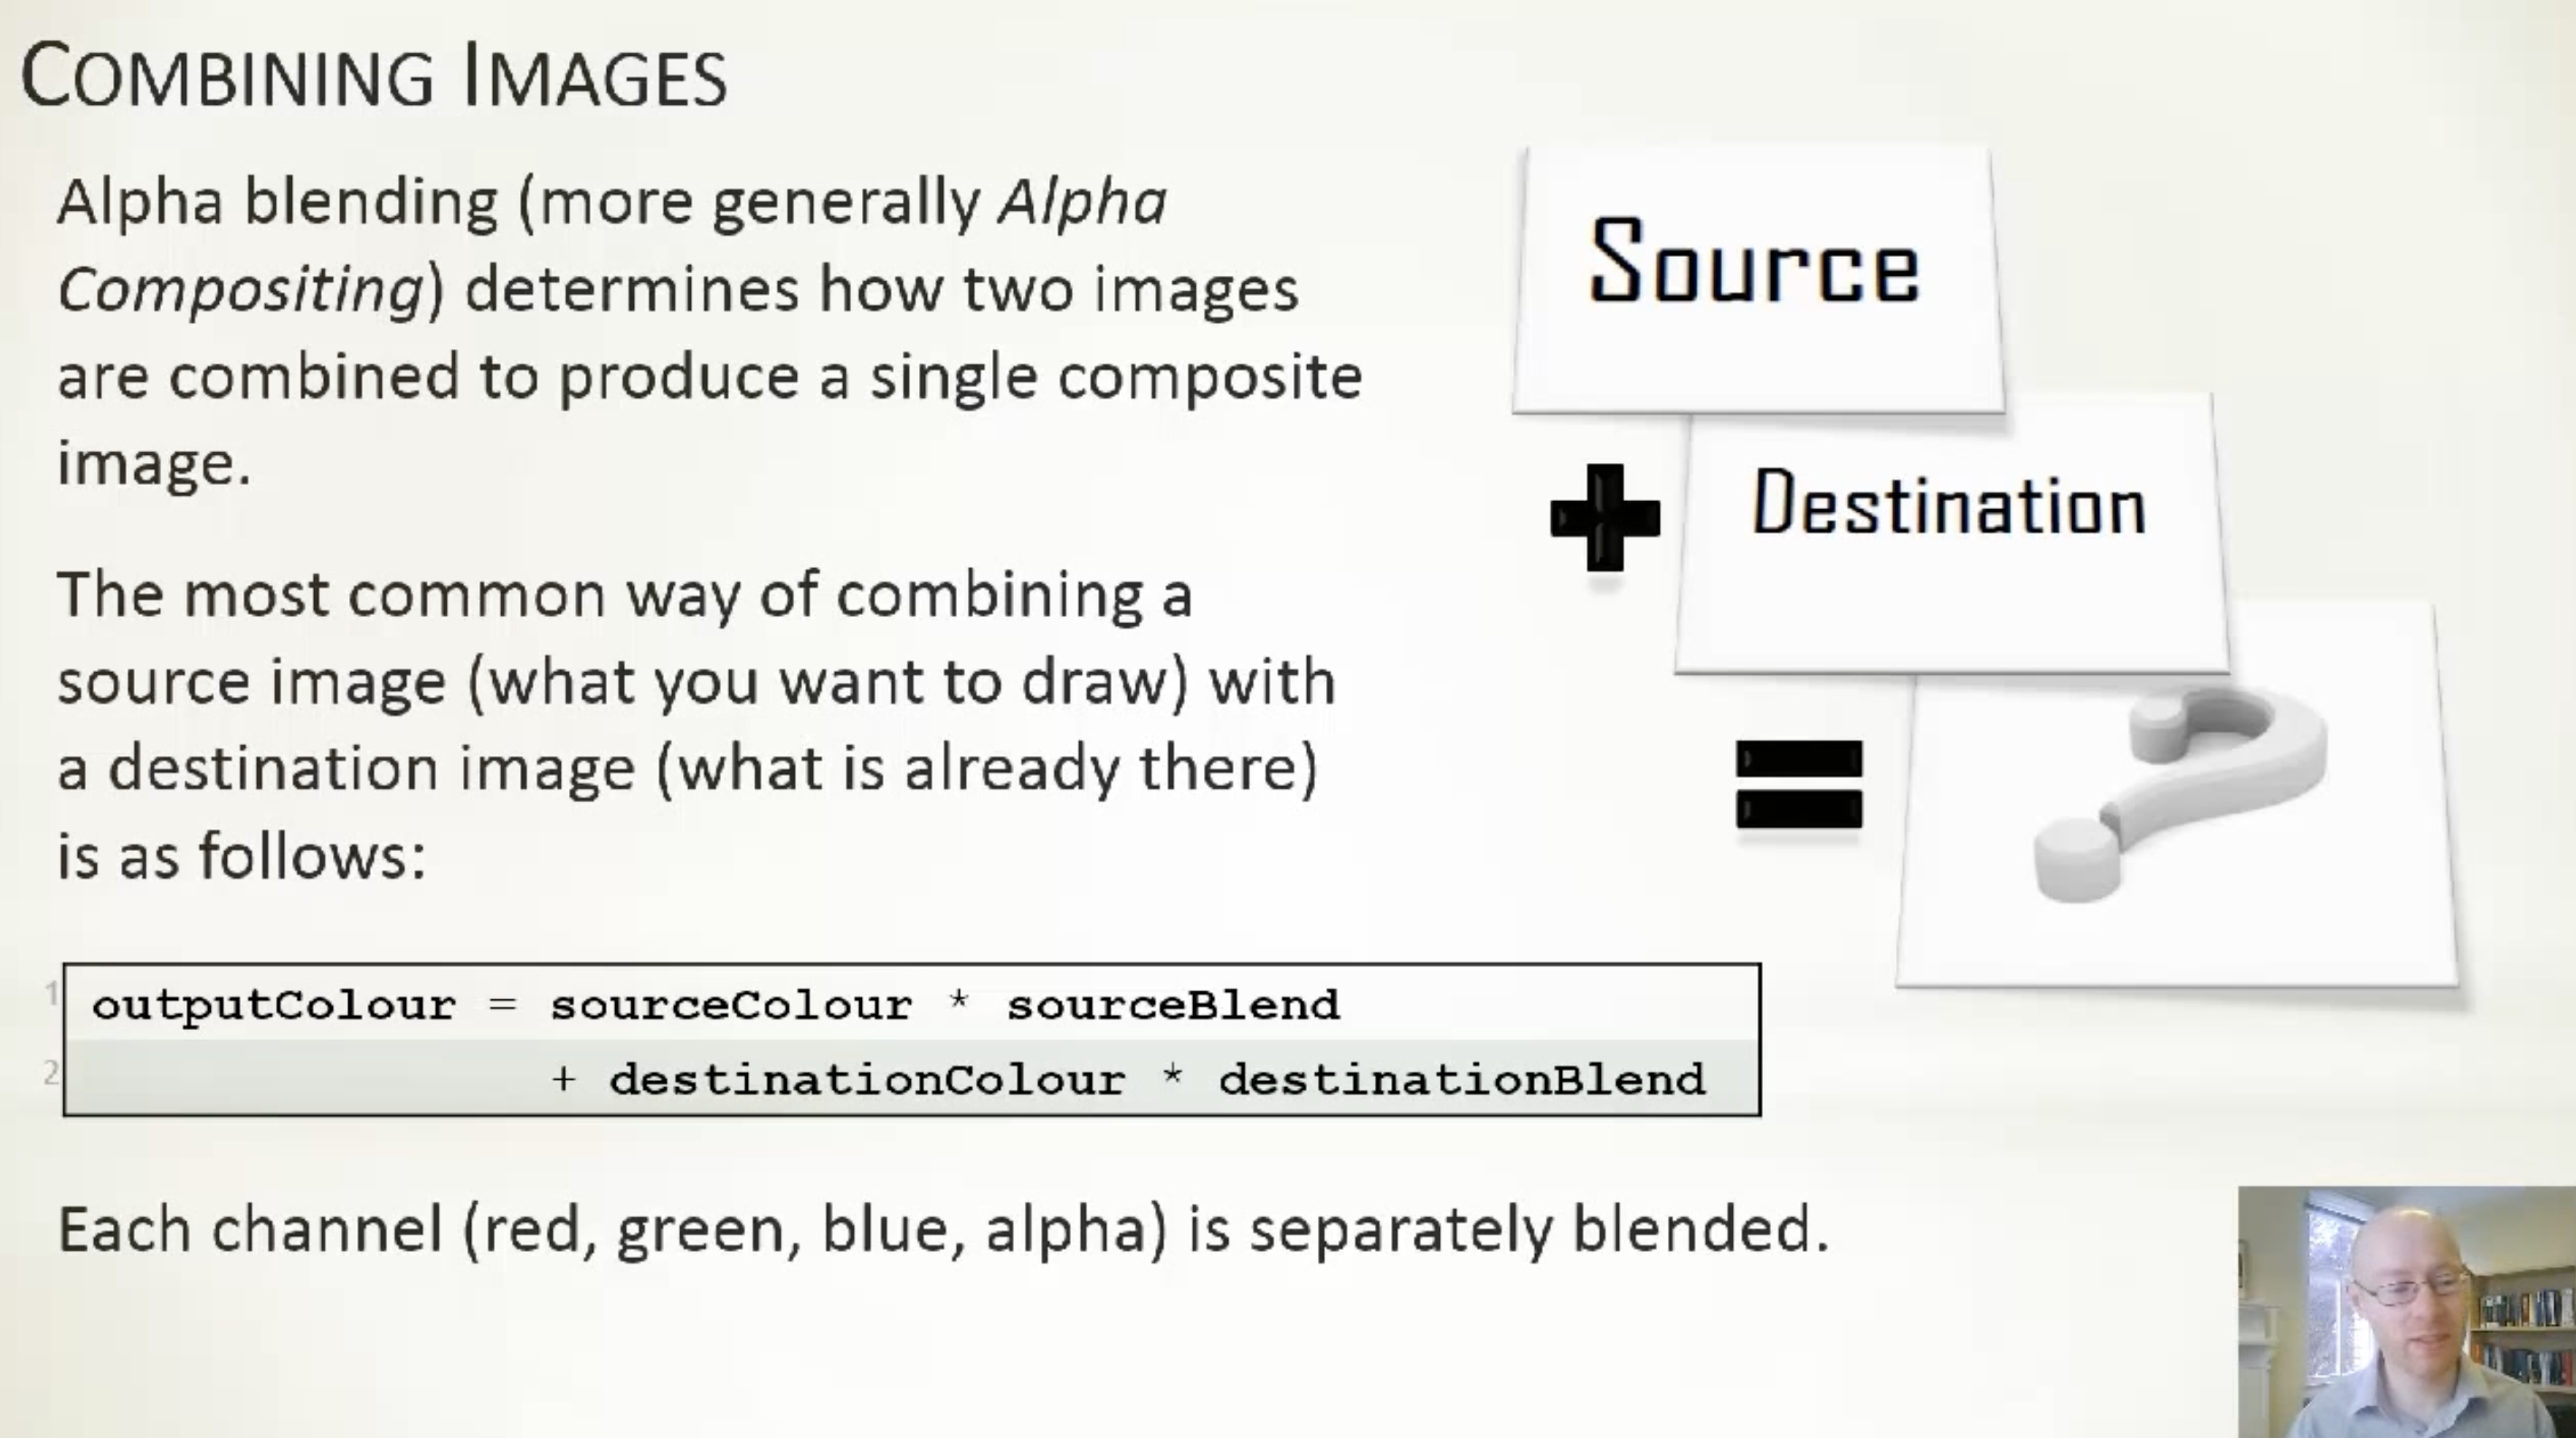 COMBINING IMAGES
Alpha blending (more generally Alpha
Compositing) determines how two images
are combined to produce a single composite
image.
The most common way of combining a
source image (what you want to draw) with
a destination image (what is already there)
is as follows:
1 outputColour = sourceColour * sourceBlend
2 + destinationColour * destinationBlend
Each channel (red, green, blue, alpha) is separately blended.
Source
+ Destination
= ?